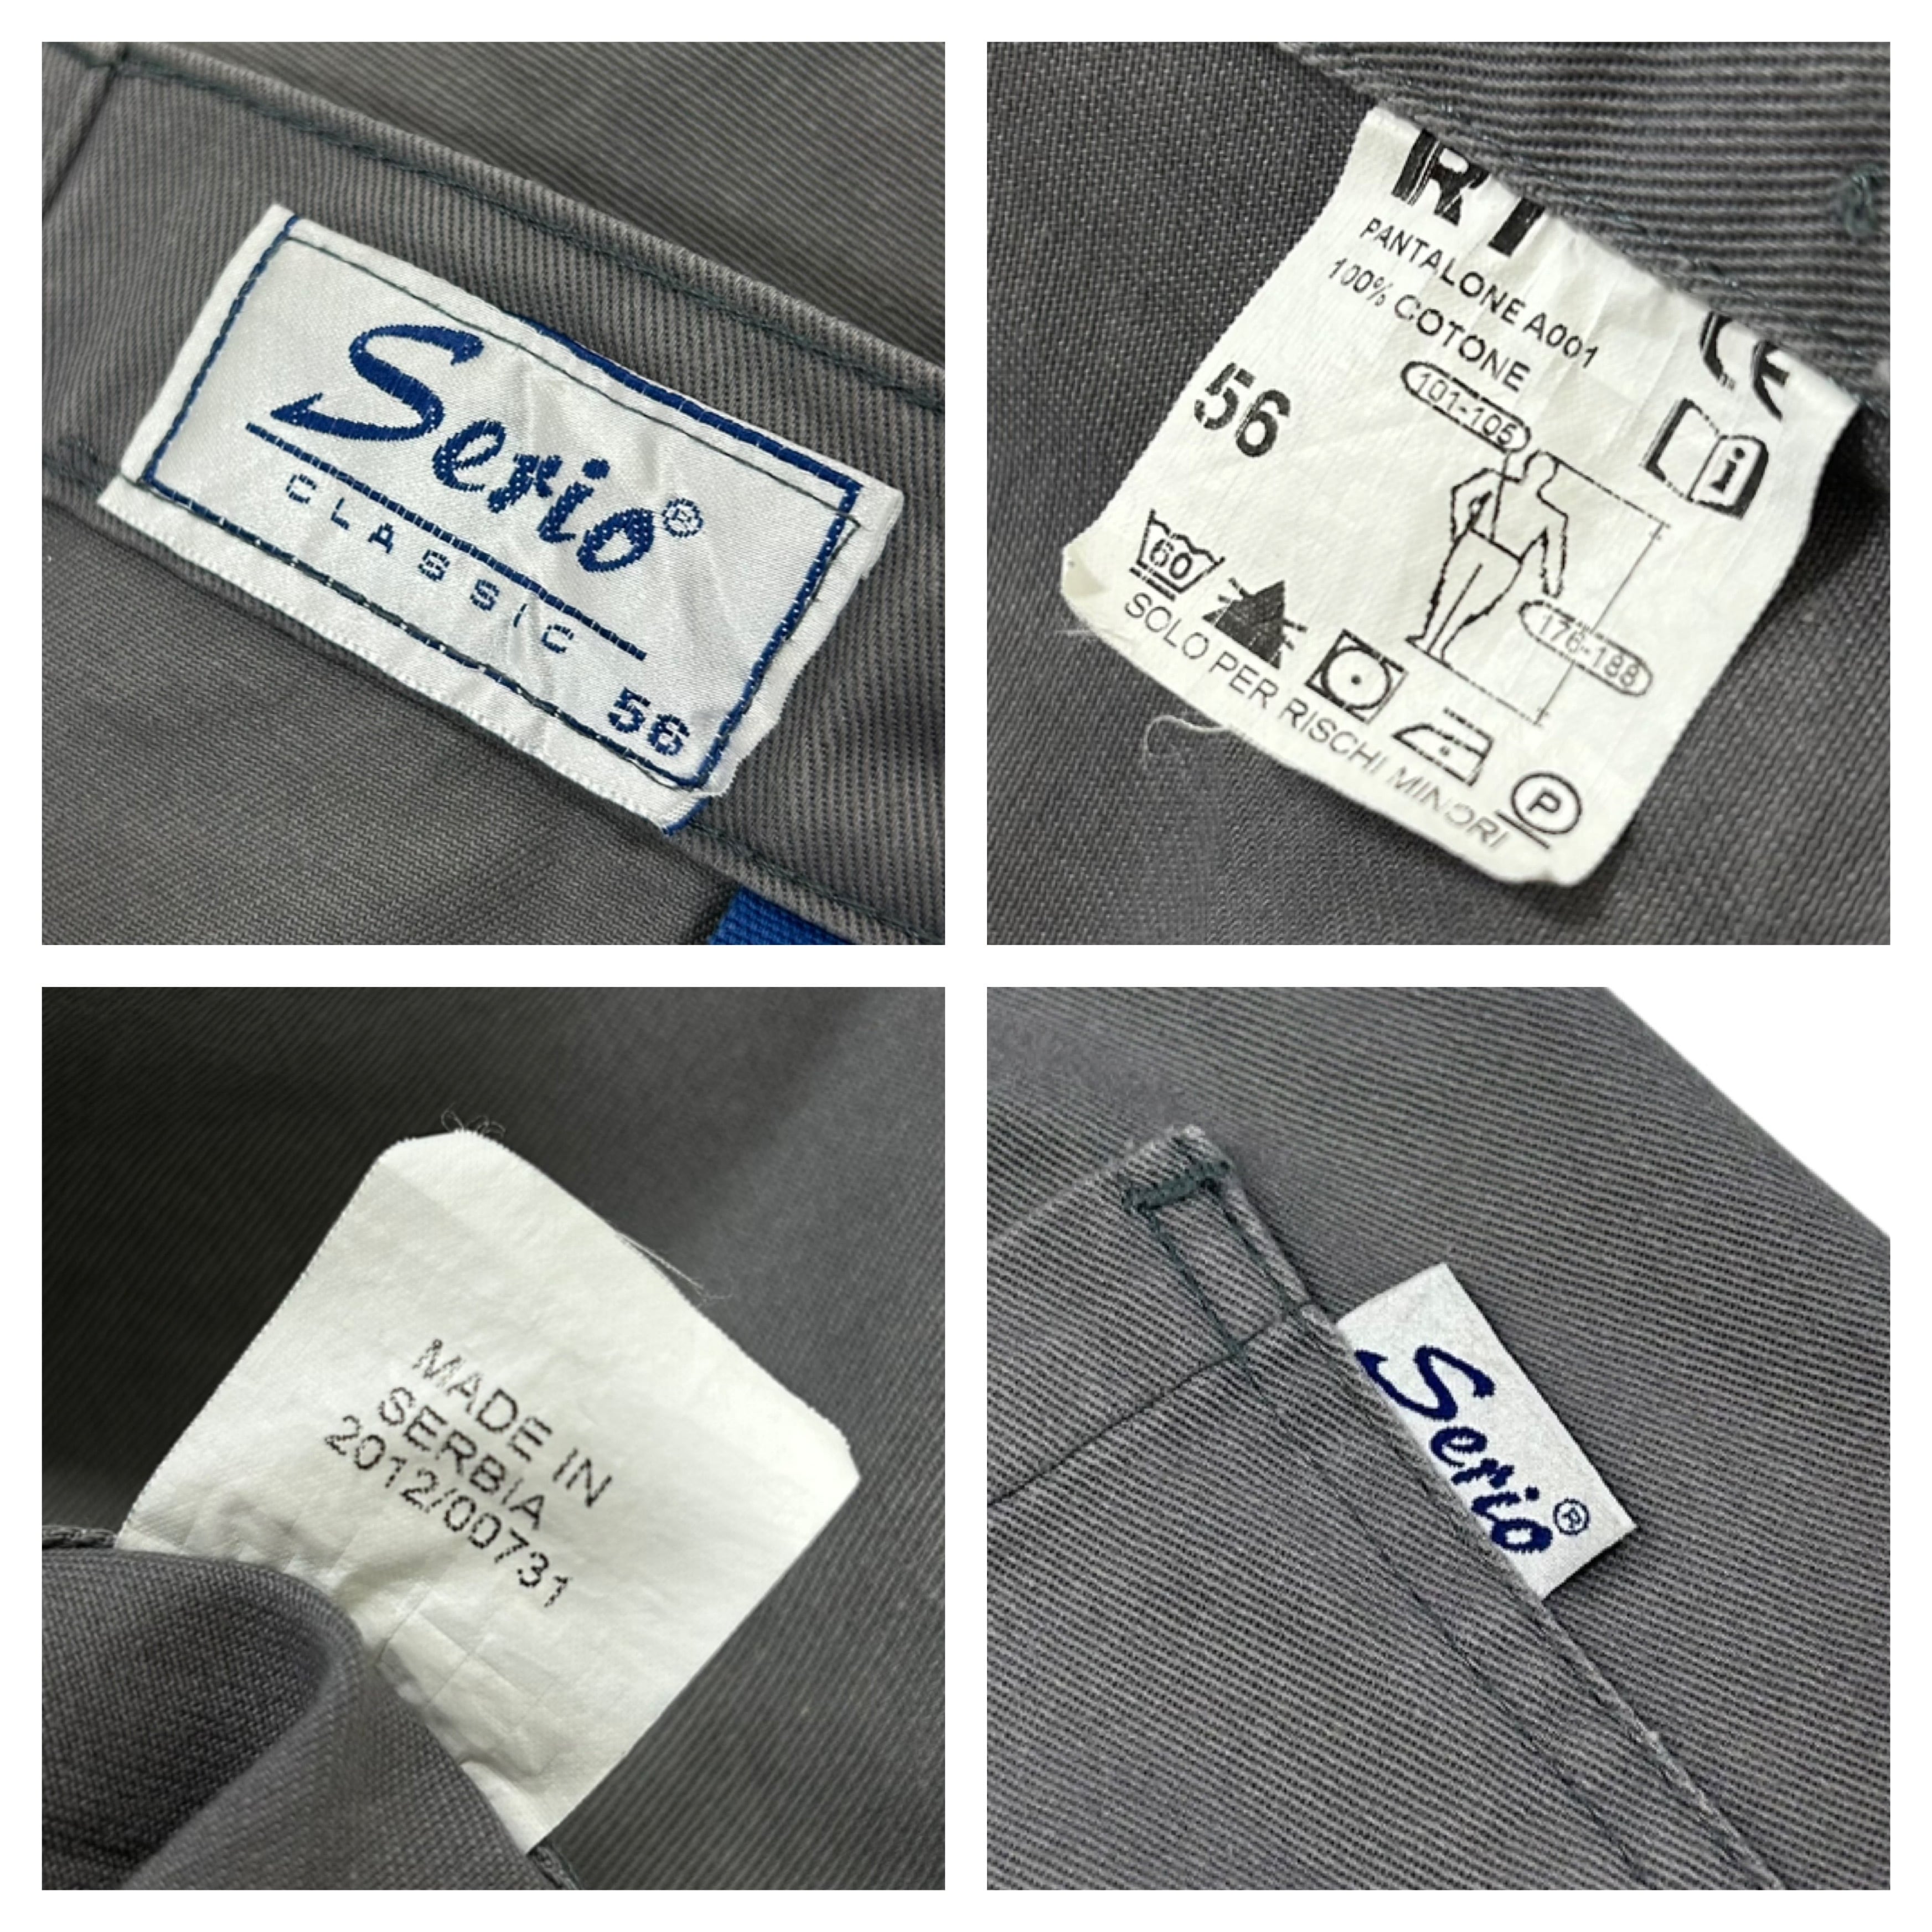 Serio®
CLASSIC
56
PANTALONE A001
100% COTONE
CE
101-105
56
i
176-188
60
SOLO PER RISCHI MINORI
P
MADE IN
SERBIA
2012/00731
Serio®